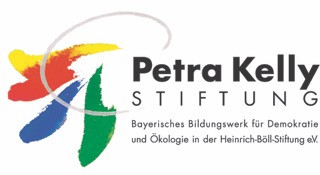 Petra Kelly
STIFTUNG
Bayerisches Bildungswerk für Demokratie
und Ökologie in der Heinrich-Böll-Stiftung e.V.